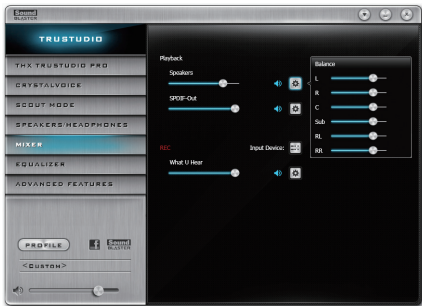 Sound
BLASTER
TRUSTUDIO
THX TRUSTUDIO PRO
CRYSTALVOICE
SCOUT MODE
SPEAKERS/HEADPHONES
MIXER
EQUALIZER
ADVANCED FEATURES
PROFILE
f
Sound
BLASTER
<CUSTOM>
Playback
Speakers
SPDIF-Out
REC
Input Device:
What U Hear
Balance
L
R
C
Sub
RL
RR